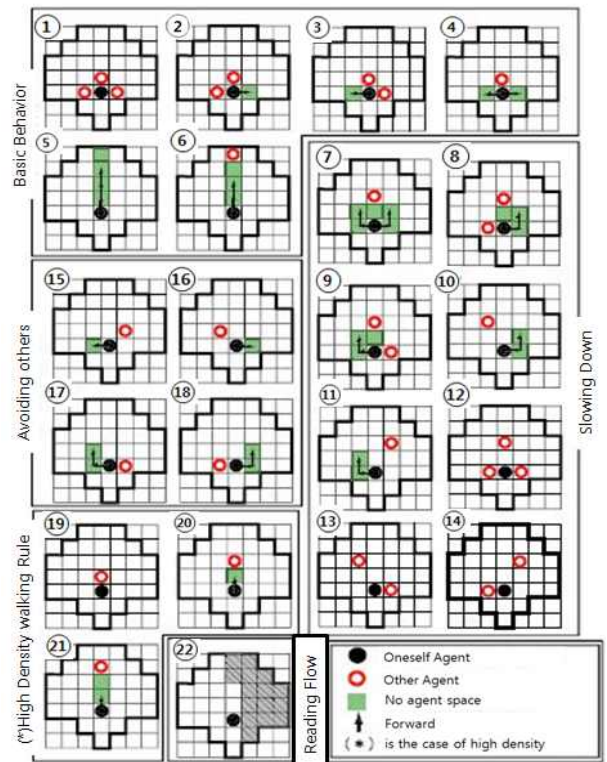 Basic Behavior
1
2
3
4
5
6
Avoiding others
15
16
17
18
Slowing Down
7
8
9
10
11
12
13
14
(*)High Density walking Rule
19
20
21
22
Reading Flow
Oneself Agent
Other Agent
No agent space
Forward
(*) is the case of high density